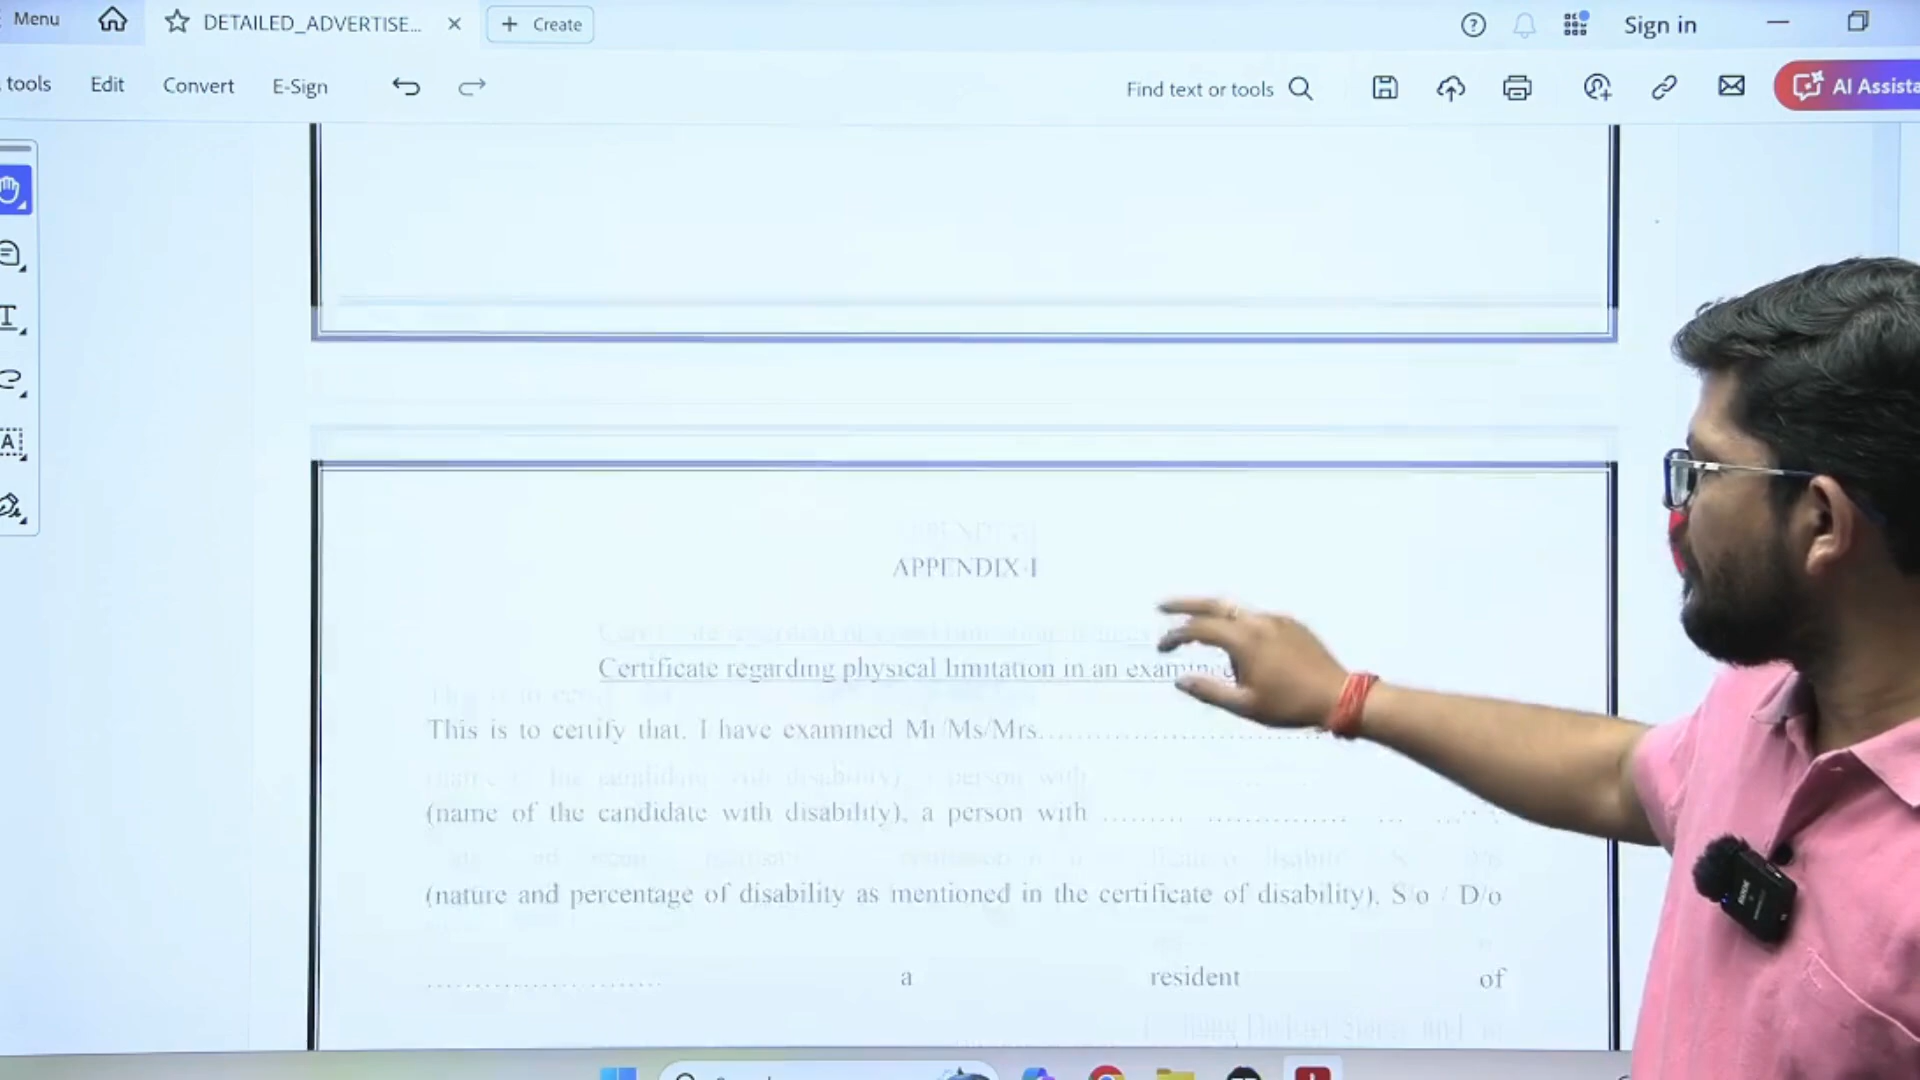 Menu
DETAILED_ADVERTISE...
Create
Sign in
tools
Edit
Convert
E-Sign
Find text or tools
AI Assista
APPENDIX-I
Certificate regarding physical limitation in an examinee
This is to certify that. I have examined Mr/Ms/Mrs.
(name of the candidate with disability), a person with
(nature and percentage of disability as mentioned in the certificate of disability), S/o / D/o
a resident of